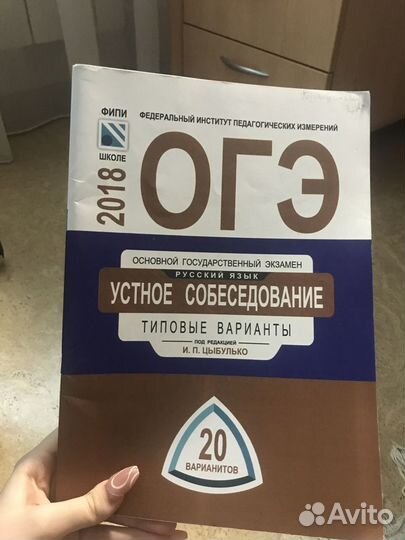 ФИПИ
ШКОЛЕ
2018
ФЕДЕРАЛЬНЫЙ ИНСТИТУТ ПЕДАГОГИЧЕСКИХ ИЗМЕРЕНИЙ
ОГЭ
ОСНОВНОЙ ГОСУДАРСТВЕННЫЙ ЭКЗАМЕН
РУССКИЙ ЯЗЫК
УСТНОЕ СОБЕСЕДОВАНИЕ
ТИПОВЫЕ ВАРИАНТЫ
ПОД РЕДАКЦИЕЙ
И. П. ЦЫБУЛЬКО
20
ВАРИАНИТОВ
Avito